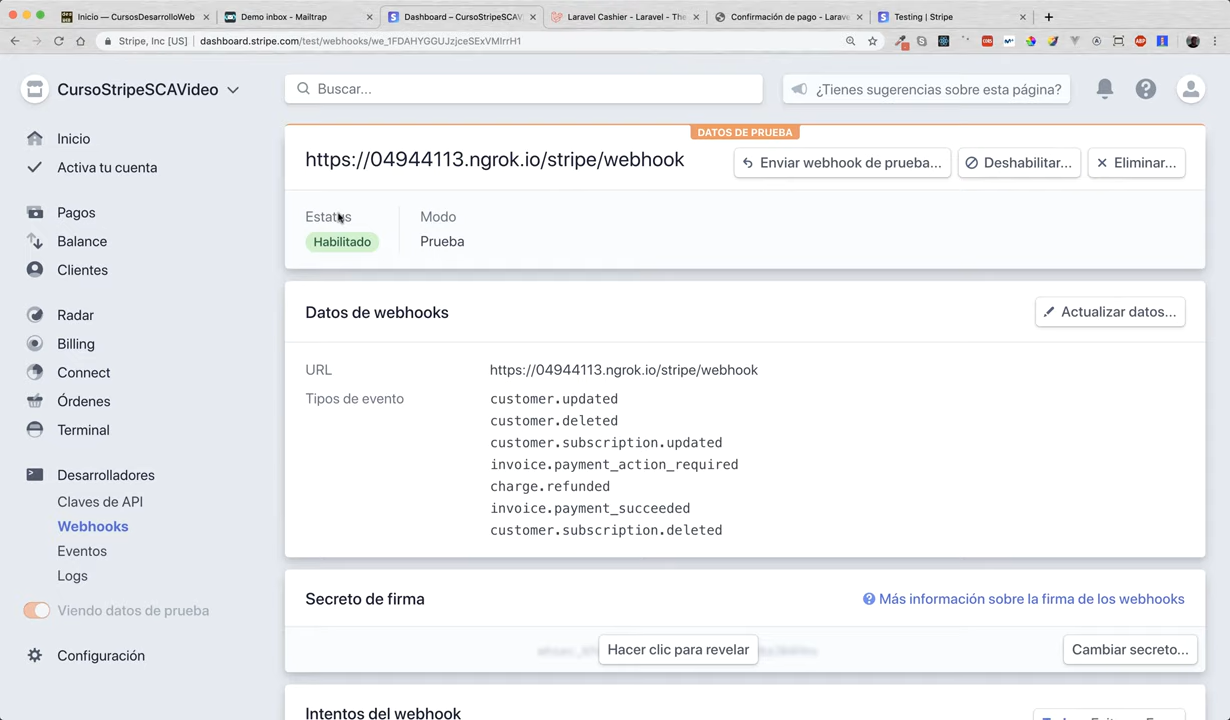 Inicio — CursosDesarrolloWeb
Demo inbox - Mailtrap
Dashboard – CursoStripeSCAV
Laravel Cashier - Laravel - The
Confirmación de pago - Larave
Testing | Stripe
Stripe, Inc [US] | dashboard.stripe.com/test/webhooks/we_1FDAHYGGUJzjceSExVMIrrH1
CursoStripeSCAVideo
Buscar...
¿Tienes sugerencias sobre esta página?
Inicio
Activa tu cuenta
Pagos
Balance
Clientes
Radar
Billing
Connect
Órdenes
Terminal
Desarrolladores
Claves de API
Webhooks
Eventos
Logs
Viendo datos de prueba
Configuración
DATOS DE PRUEBA
https://04944113.ngrok.io/stripe/webhook
Enviar webhook de prueba...
Deshabilitar...
Eliminar...
Estatus
Modo
Habilitado
Prueba
Datos de webhooks
Actualizar datos...
URL
https://04944113.ngrok.io/stripe/webhook
Tipos de evento
customer.updated
customer.deleted
customer.subscription.updated
invoice.payment_action_required
charge.refunded
invoice.payment_succeeded
customer.subscription.deleted
Secreto de firma
Más información sobre la firma de los webhooks
Hacer clic para revelar
Cambiar secreto...
Intentos del webhook